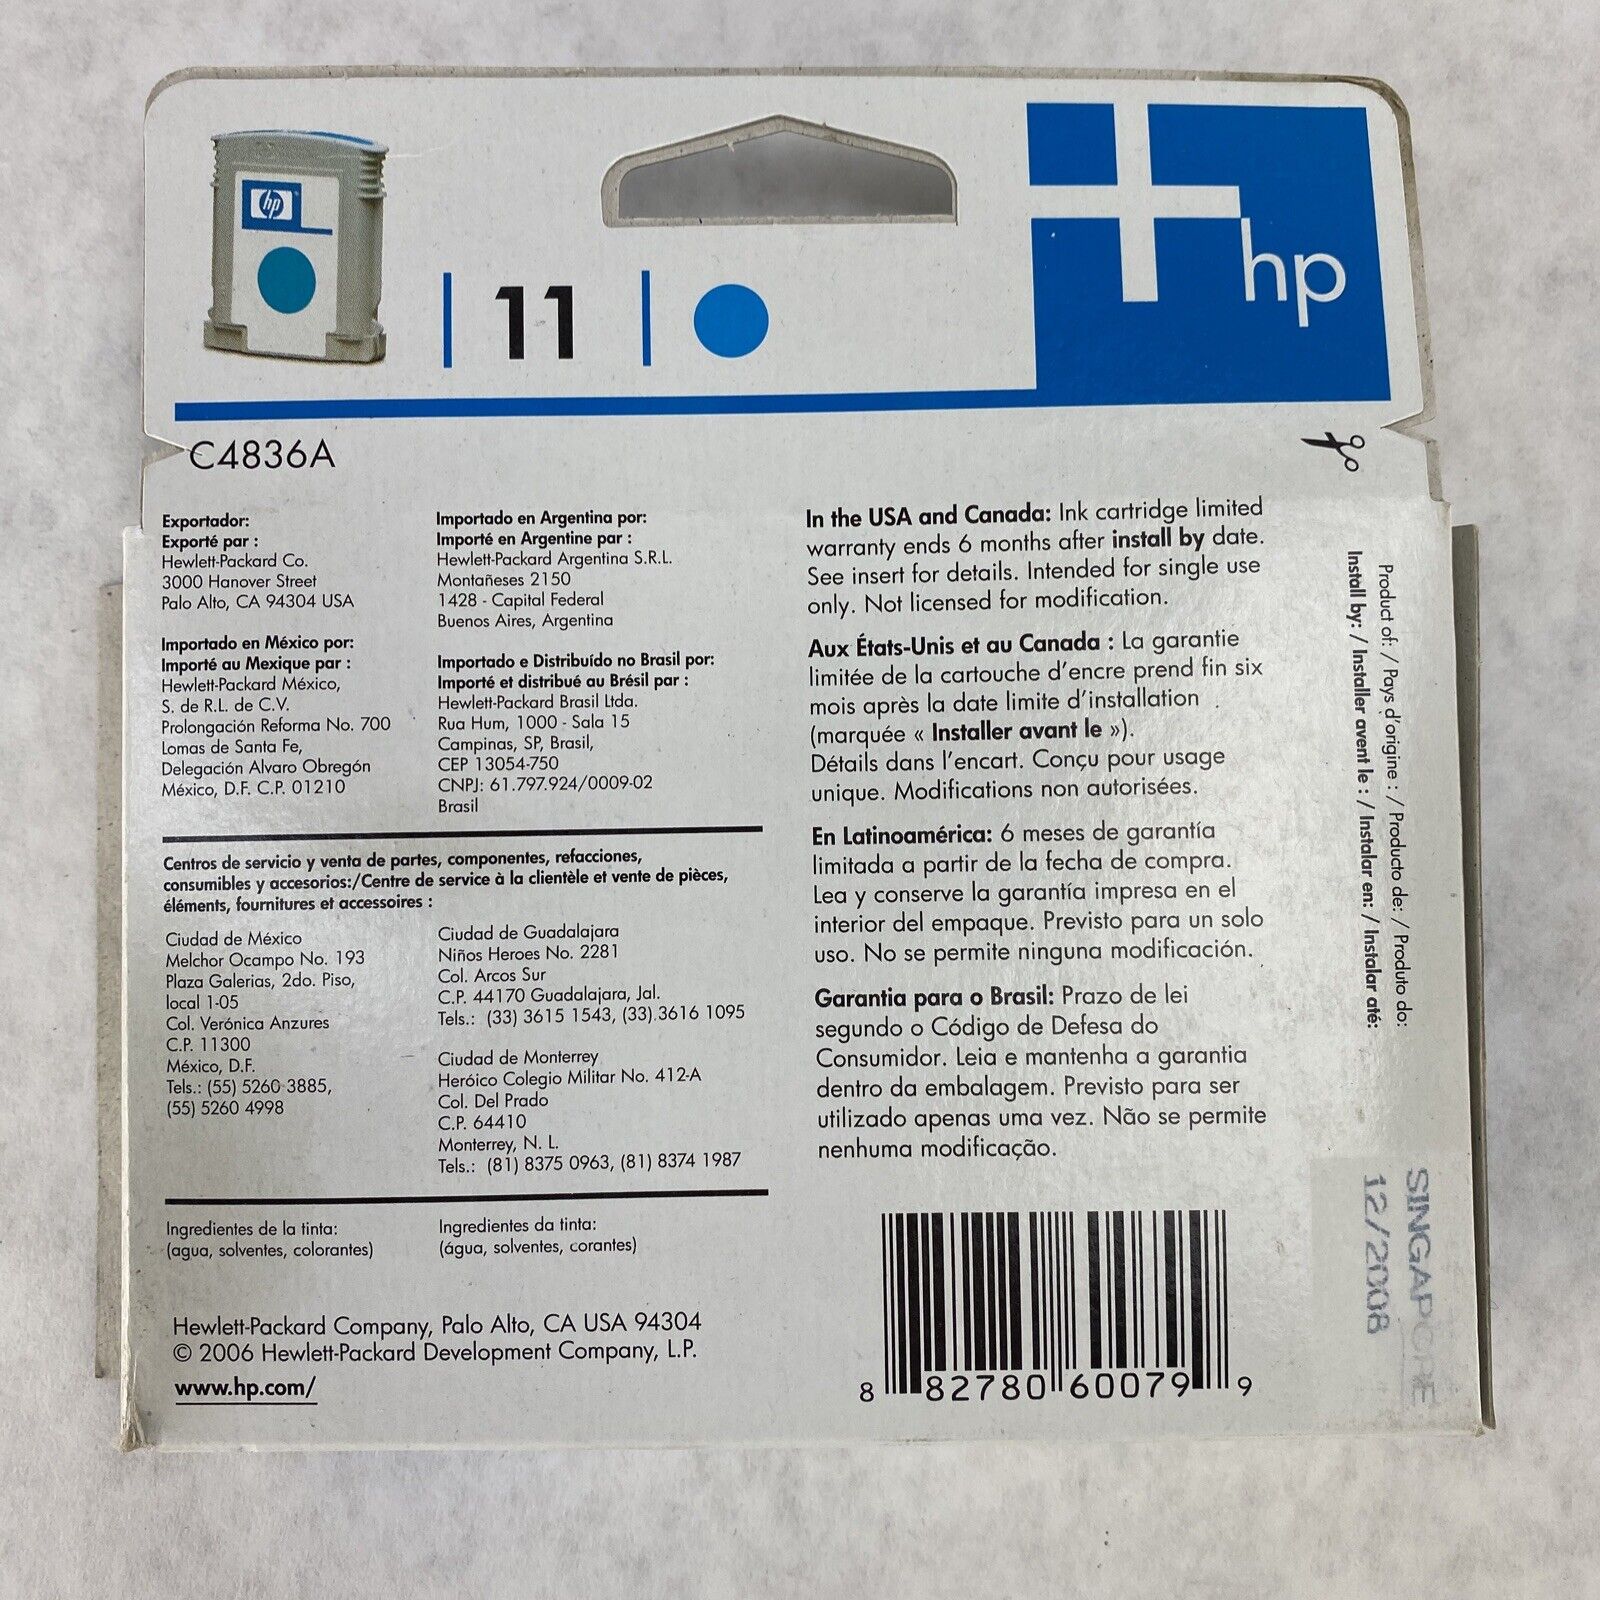 hp
11
hp
C4836A
Exportador:
Exporté par :
Hewlett-Packard Co.
3000 Hanover Street
Palo Alto, CA 94304 USA
Importado en México por:
Importé au Mexique par :
Hewlett-Packard México,
S. de R.L. de C.V.
Prolongación Reforma No. 700
Lomas de Santa Fe,
Delegación Alvaro Obregón
México, D.F. C.P. 01210
Importado en Argentina por:
Importé en Argentine par :
Hewlett-Packard Argentina S.R.L.
Montañeses 2150
1428 - Capital Federal
Buenos Aires, Argentina
Importado e Distribuído no Brasil por:
Importé et distribué au Brésil par :
Hewlett-Packard Brasil Ltda.
Rua Hum, 1000 - Sala 15
Campinas, SP, Brasil,
CEP 13054-750
CNPJ: 61.797.924/0009-02
Brasil
Centros de servicio y venta de partes, componentes, refacciones,
consumibles y accesorios:/Centre de service à la clientèle et vente de pièces,
éléments, fournitures et accessoires :
Ciudad de México
Melchor Ocampo No. 193
Plaza Galerias, 2do. Piso,
local 1-05
Col. Verónica Anzures
C.P. 11300
México, D.F.
Tels.: (55) 5260 3885,
(55) 5260 4998
Ciudad de Guadalajara
Niños Heroes No. 2281
Col. Arcos Sur
C.P. 44170 Guadalajara, Jal.
Tels.: (33) 3615 1543, (33) 3616 1095
Ciudad de Monterrey
Heróico Colegio Militar No. 412-A
Col. Del Prado
C.P. 64410
Monterrey, N. L.
Tels.: (81) 8375 0963, (81) 8374 1987
Ingredientes de la tinta:
(agua, solventes, colorantes)
Ingredientes da tinta:
(água, solventes, corantes)
Hewlett-Packard Company, Palo Alto, CA USA 94304
© 2006 Hewlett-Packard Development Company, L.P.
www.hp.com/
In the USA and Canada: Ink cartridge limited
warranty ends 6 months after install by date.
See insert for details. Intended for single use
only. Not licensed for modification.
Aux États-Unis et au Canada : La garantie
limitée de la cartouche d'encre prend fin six
mois après la date limite d'installation
(marquée « Installer avant le »).
Détails dans l'encart. Conçu pour usage
unique. Modifications non autorisées.
En Latinoamérica: 6 meses de garantía
limitada a partir de la fecha de compra.
Lea y conserve la garantía impresa en el
interior del empaque. Previsto para un solo
uso. No se permite ninguna modificación.
Garantia para o Brasil: Prazo de lei
segundo o Código de Defesa do
Consumidor. Leia e mantenha a garantia
dentro da embalagem. Previsto para ser
utilizado apenas uma vez. Não se permite
nenhuma modificação.
8 82780 60079 9
Product of: / Pays d'origine : / Producto de: / Produto do:
Install by: / Installer avent le : / Instalar en: / Instalar até:
SINGAPORE
12/2008